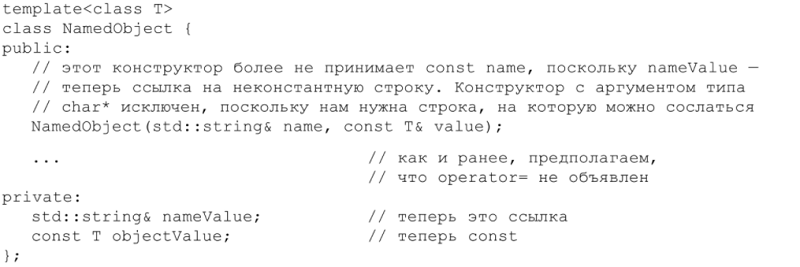 template<class T>
class NamedObject {
public:
// этот конструктор более не принимает const name, поскольку nameValue —
// теперь ссылка на неконстантную строку. Конструктор с аргументом типа
// char* исключен, поскольку нам нужна строка, на которую можно сослаться
NamedObject(std::string& name, const T& value);
... // как и ранее, предполагаем,
// что operator= не объявлен
private:
std::string& nameValue; // теперь это ссылка
const T objectValue; // теперь const
};